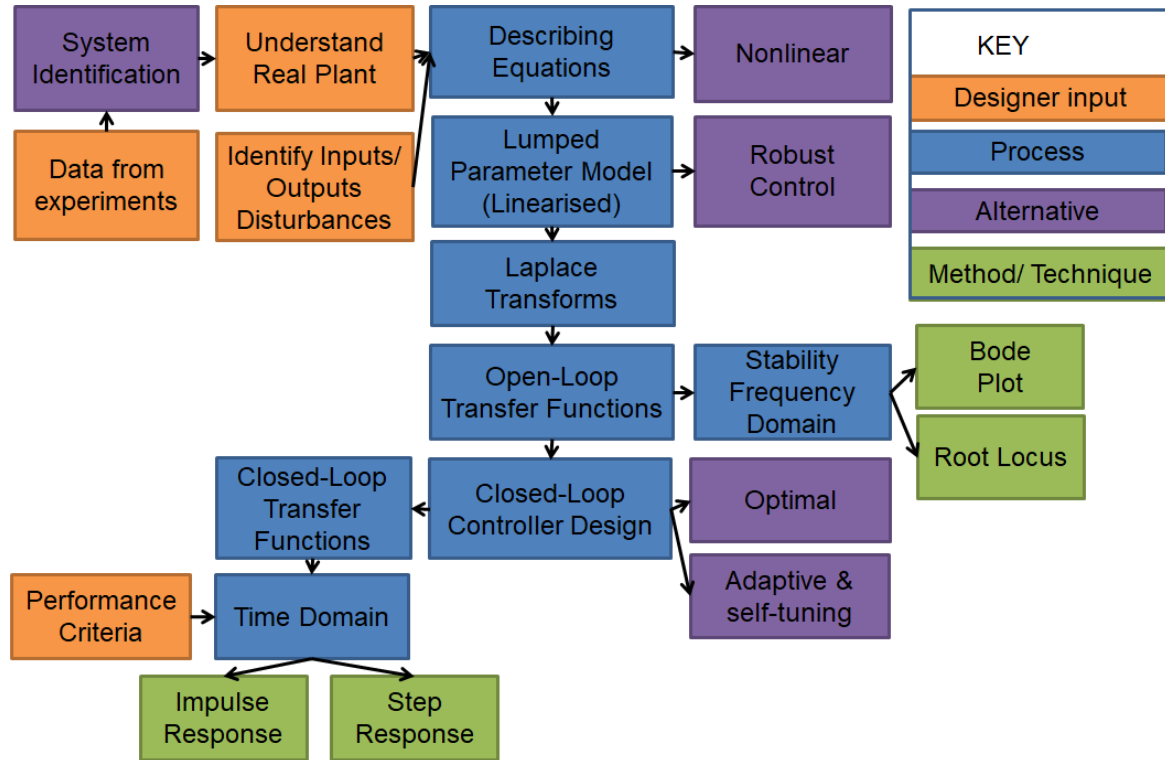 System
Identification
Understand
Real Plant
Describing
Equations
Nonlinear
KEY
Designer input
Process
Alternative
Method/ Technique
Data from
experiments
Identify Inputs/
Outputs
Disturbances
Lumped
Parameter Model
(Linearised)
Robust
Control
Laplace
Transforms
Open-Loop
Transfer Functions
Stability
Frequency
Domain
Bode
Plot
Root Locus
Closed-Loop
Transfer
Functions
Closed-Loop
Controller Design
Optimal
Adaptive &
self-tuning
Performance
Criteria
Time Domain
Impulse
Response
Step
Response